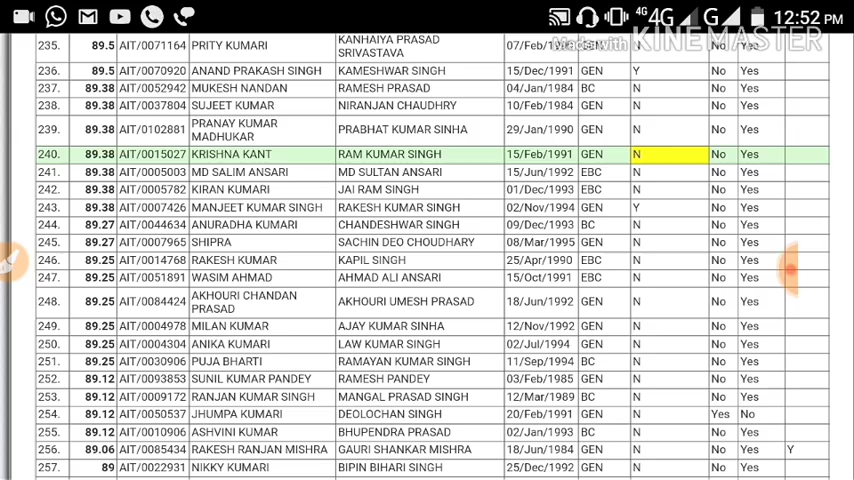 4G 4G G 12:52 PM
Made with KINEMASTER
235. 89.5 AIT/0071164 PRITY KUMARI KANHAIYA PRASAD SRIVASTAVA 07/Feb/ GEN N No Yes
236. 89.5 AIT/0070920 ANAND PRAKASH SINGH KAMESHWAR SINGH 15/Dec/1991 GEN Y No Yes
237. 89.38 AIT/0052942 MUKESH NANDAN RAMESH PRASAD 04/Jan/1984 BC N No Yes
238. 89.38 AIT/0037804 SUJEET KUMAR NIRANJAN CHAUDHRY 10/Feb/1984 GEN N No Yes
239. 89.38 AIT/0102881 PRANAY KUMAR MADHUKAR PRABHAT KUMAR SINHA 29/Jan/1990 GEN N No Yes
240. 89.38 AIT/0015027 KRISHNA KANT RAM KUMAR SINGH 15/Feb/1991 GEN N No Yes
241. 89.38 AIT/0005003 MD SALIM ANSARI MD SULTAN ANSARI 15/Jun/1992 EBC N No Yes
242. 89.38 AIT/0005782 KIRAN KUMARI JAI RAM SINGH 01/Dec/1993 EBC N No Yes
243. 89.38 AIT/0007426 MANJEET KUMAR SINGH RAKESH KUMAR SINGH 02/Nov/1994 GEN Y No Yes
244. 89.27 AIT/0044634 ANURADHA KUMARI CHANDESHWAR SINGH 09/Dec/1993 BC N No Yes
245. 89.27 AIT/0007965 SHIPRA SACHIN DEO CHOUDHARY 08/Mar/1995 GEN N No Yes
246. 89.25 AIT/0014768 RAKESH KUMAR KAPIL SINGH 25/Apr/1990 EBC N No Yes
247. 89.25 AIT/0051891 WASIM AHMAD AHMAD ALI ANSARI 15/Oct/1991 EBC N No Yes
248. 89.25 AIT/0084424 AKHOURI CHANDAN PRASAD AKHOURI UMESH PRASAD 18/Jun/1992 GEN N No Yes
249. 89.25 AIT/0004978 MILAN KUMAR AJAY KUMAR SINHA 12/Nov/1992 GEN N No Yes
250. 89.25 AIT/0004304 ANIKA KUMARI LAW KUMAR SINGH 02/Jul/1994 GEN N No Yes
251. 89.25 AIT/0030906 PUJA BHARTI RAMAYAN KUMAR SINGH 11/Sep/1994 BC N No Yes
252. 89.12 AIT/0093853 SUNIL KUMAR PANDEY RAMESH PANDEY 03/Feb/1985 GEN N No Yes
253. 89.12 AIT/0009172 RANJAN KUMAR SINGH MANGAL PRASAD SINGH 12/Mar/1989 BC N No Yes
254. 89.12 AIT/0050537 JHUMPA KUMARI DEOLOCHAN SINGH 20/Feb/1991 GEN N Yes No
255. 89.12 AIT/0010906 ASHVINI KUMAR BHUPENDRA PRASAD 02/Jan/1993 BC N No Yes
256. 89.06 AIT/0085434 RAKESH RANJAN MISHRA GAURI SHANKAR MISHRA 18/Jun/1984 GEN N No Yes Y
257. 89 AIT/0022931 NIKKY KUMARI BIPIN BIHARI SINGH 25/Dec/1992 GEN N No Yes